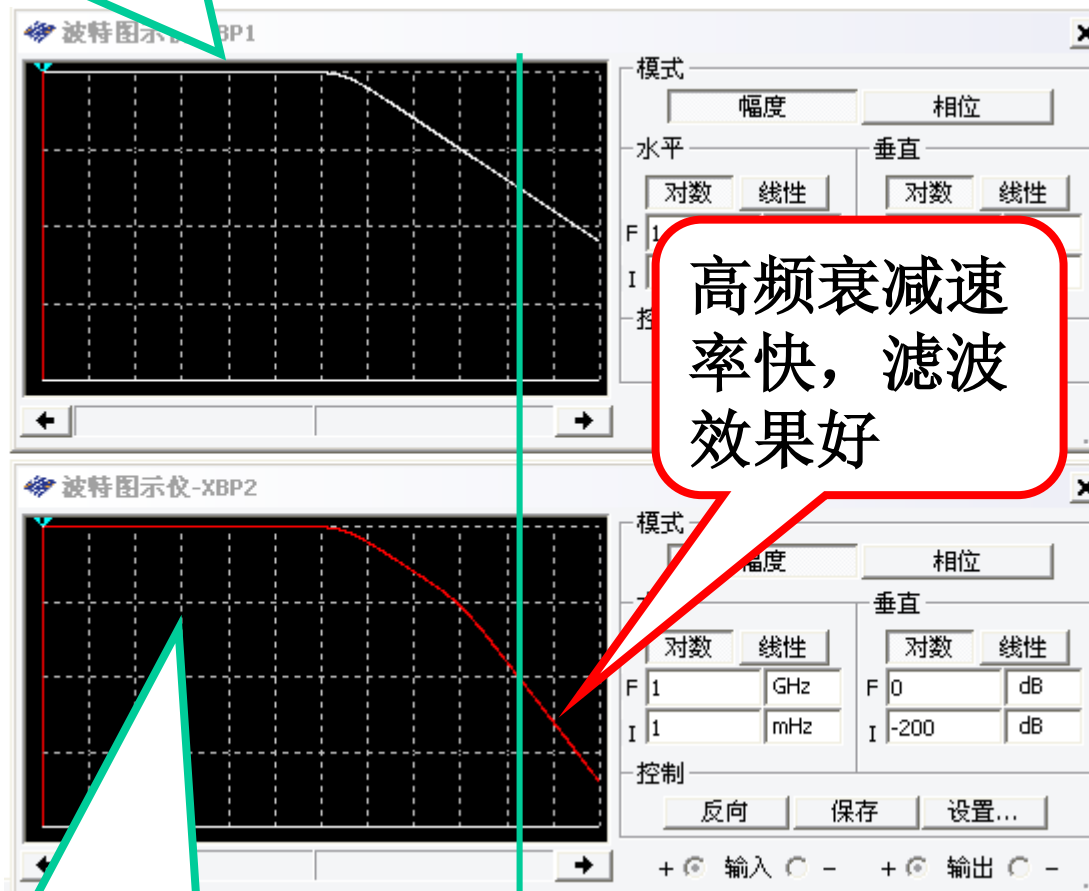 波特图示仪-XBP1
模式
幅度 相位
水平 垂直
对数 线性 对数 线性
F 1
I
控
高频衰减速
率快，滤波
效果好
波特图示仪-XBP2
模式
幅度 相位
垂直
对数 线性 对数 线性
F 1 GHz F 0 dB
I 1 mHz I -200 dB
控制
反向 保存 设置...
+ 输入 - + 输出 -